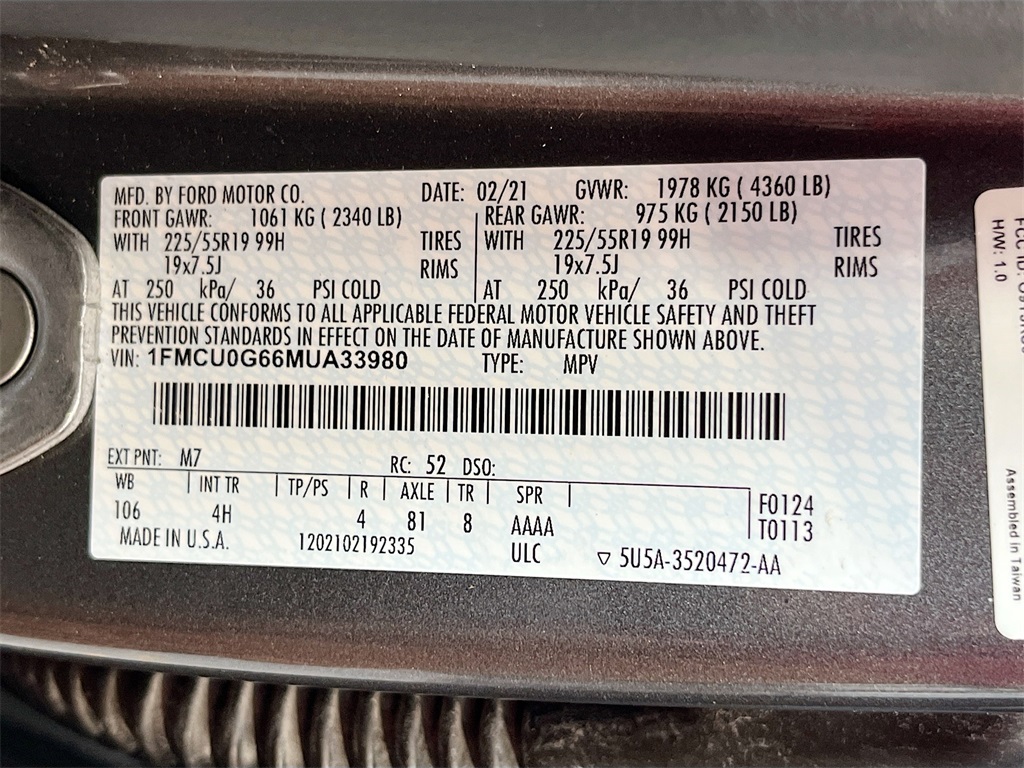 MFD. BY FORD MOTOR CO. DATE: 02/21 GVWR: 1978 KG ( 4360 LB)
FRONT GAWR: 1061 KG ( 2340 LB) REAR GAWR: 975 KG ( 2150 LB)
WITH 225/55R19 99H TIRES WITH 225/55R19 99H TIRES
19x7.5J RIMS 19x7.5J RIMS
AT 250 kPa/ 36 PSI COLD AT 250 kPa/ 36 PSI COLD
THIS VEHICLE CONFORMS TO ALL APPLICABLE FEDERAL MOTOR VEHICLE SAFETY AND THEFT
PREVENTION STANDARDS IN EFFECT ON THE DATE OF MANUFACTURE SHOWN ABOVE.
VIN: 1FMCU0G66MUA33980 TYPE: MPV
EXT PNT: M7 RC: 52 DSO:
WB INT TR TP/PS R AXLE TR SPR
106 4H 4 81 8 AAAA
F0124
T0113
MADE IN U.S.A. 1202102192335 ULC ▽ 5U5A-3520472-AA
FCC ID:
H/W: 1.0
Assembled in Taiwan